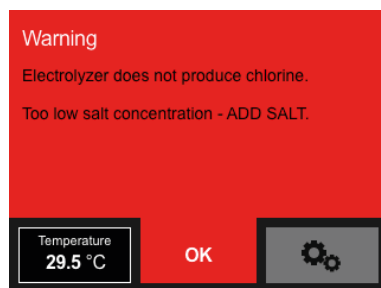 Warning
Electrolyzer does not produce chlorine.
Too low salt concentration - ADD SALT.
Temperature
29.5 °C
OK